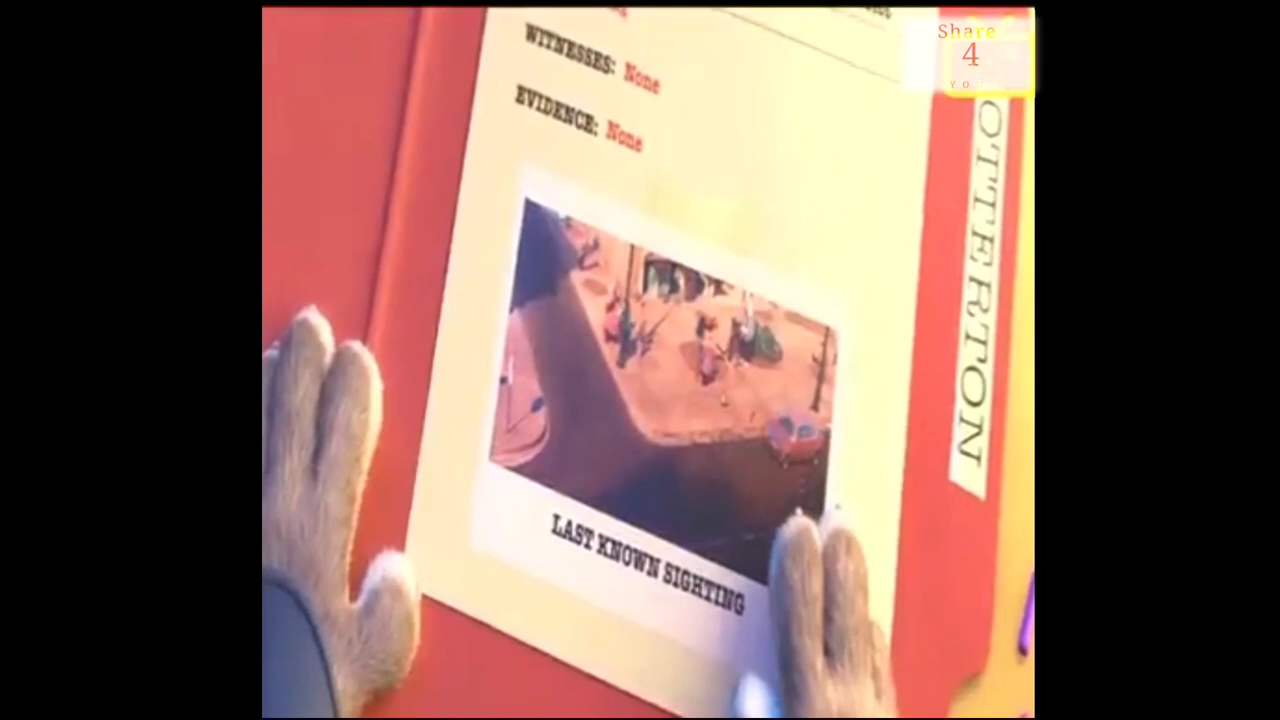 WITNESSES: None
EVIDENCE: None
LAST KNOWN SIGHTING
OTTERTON
Share
4